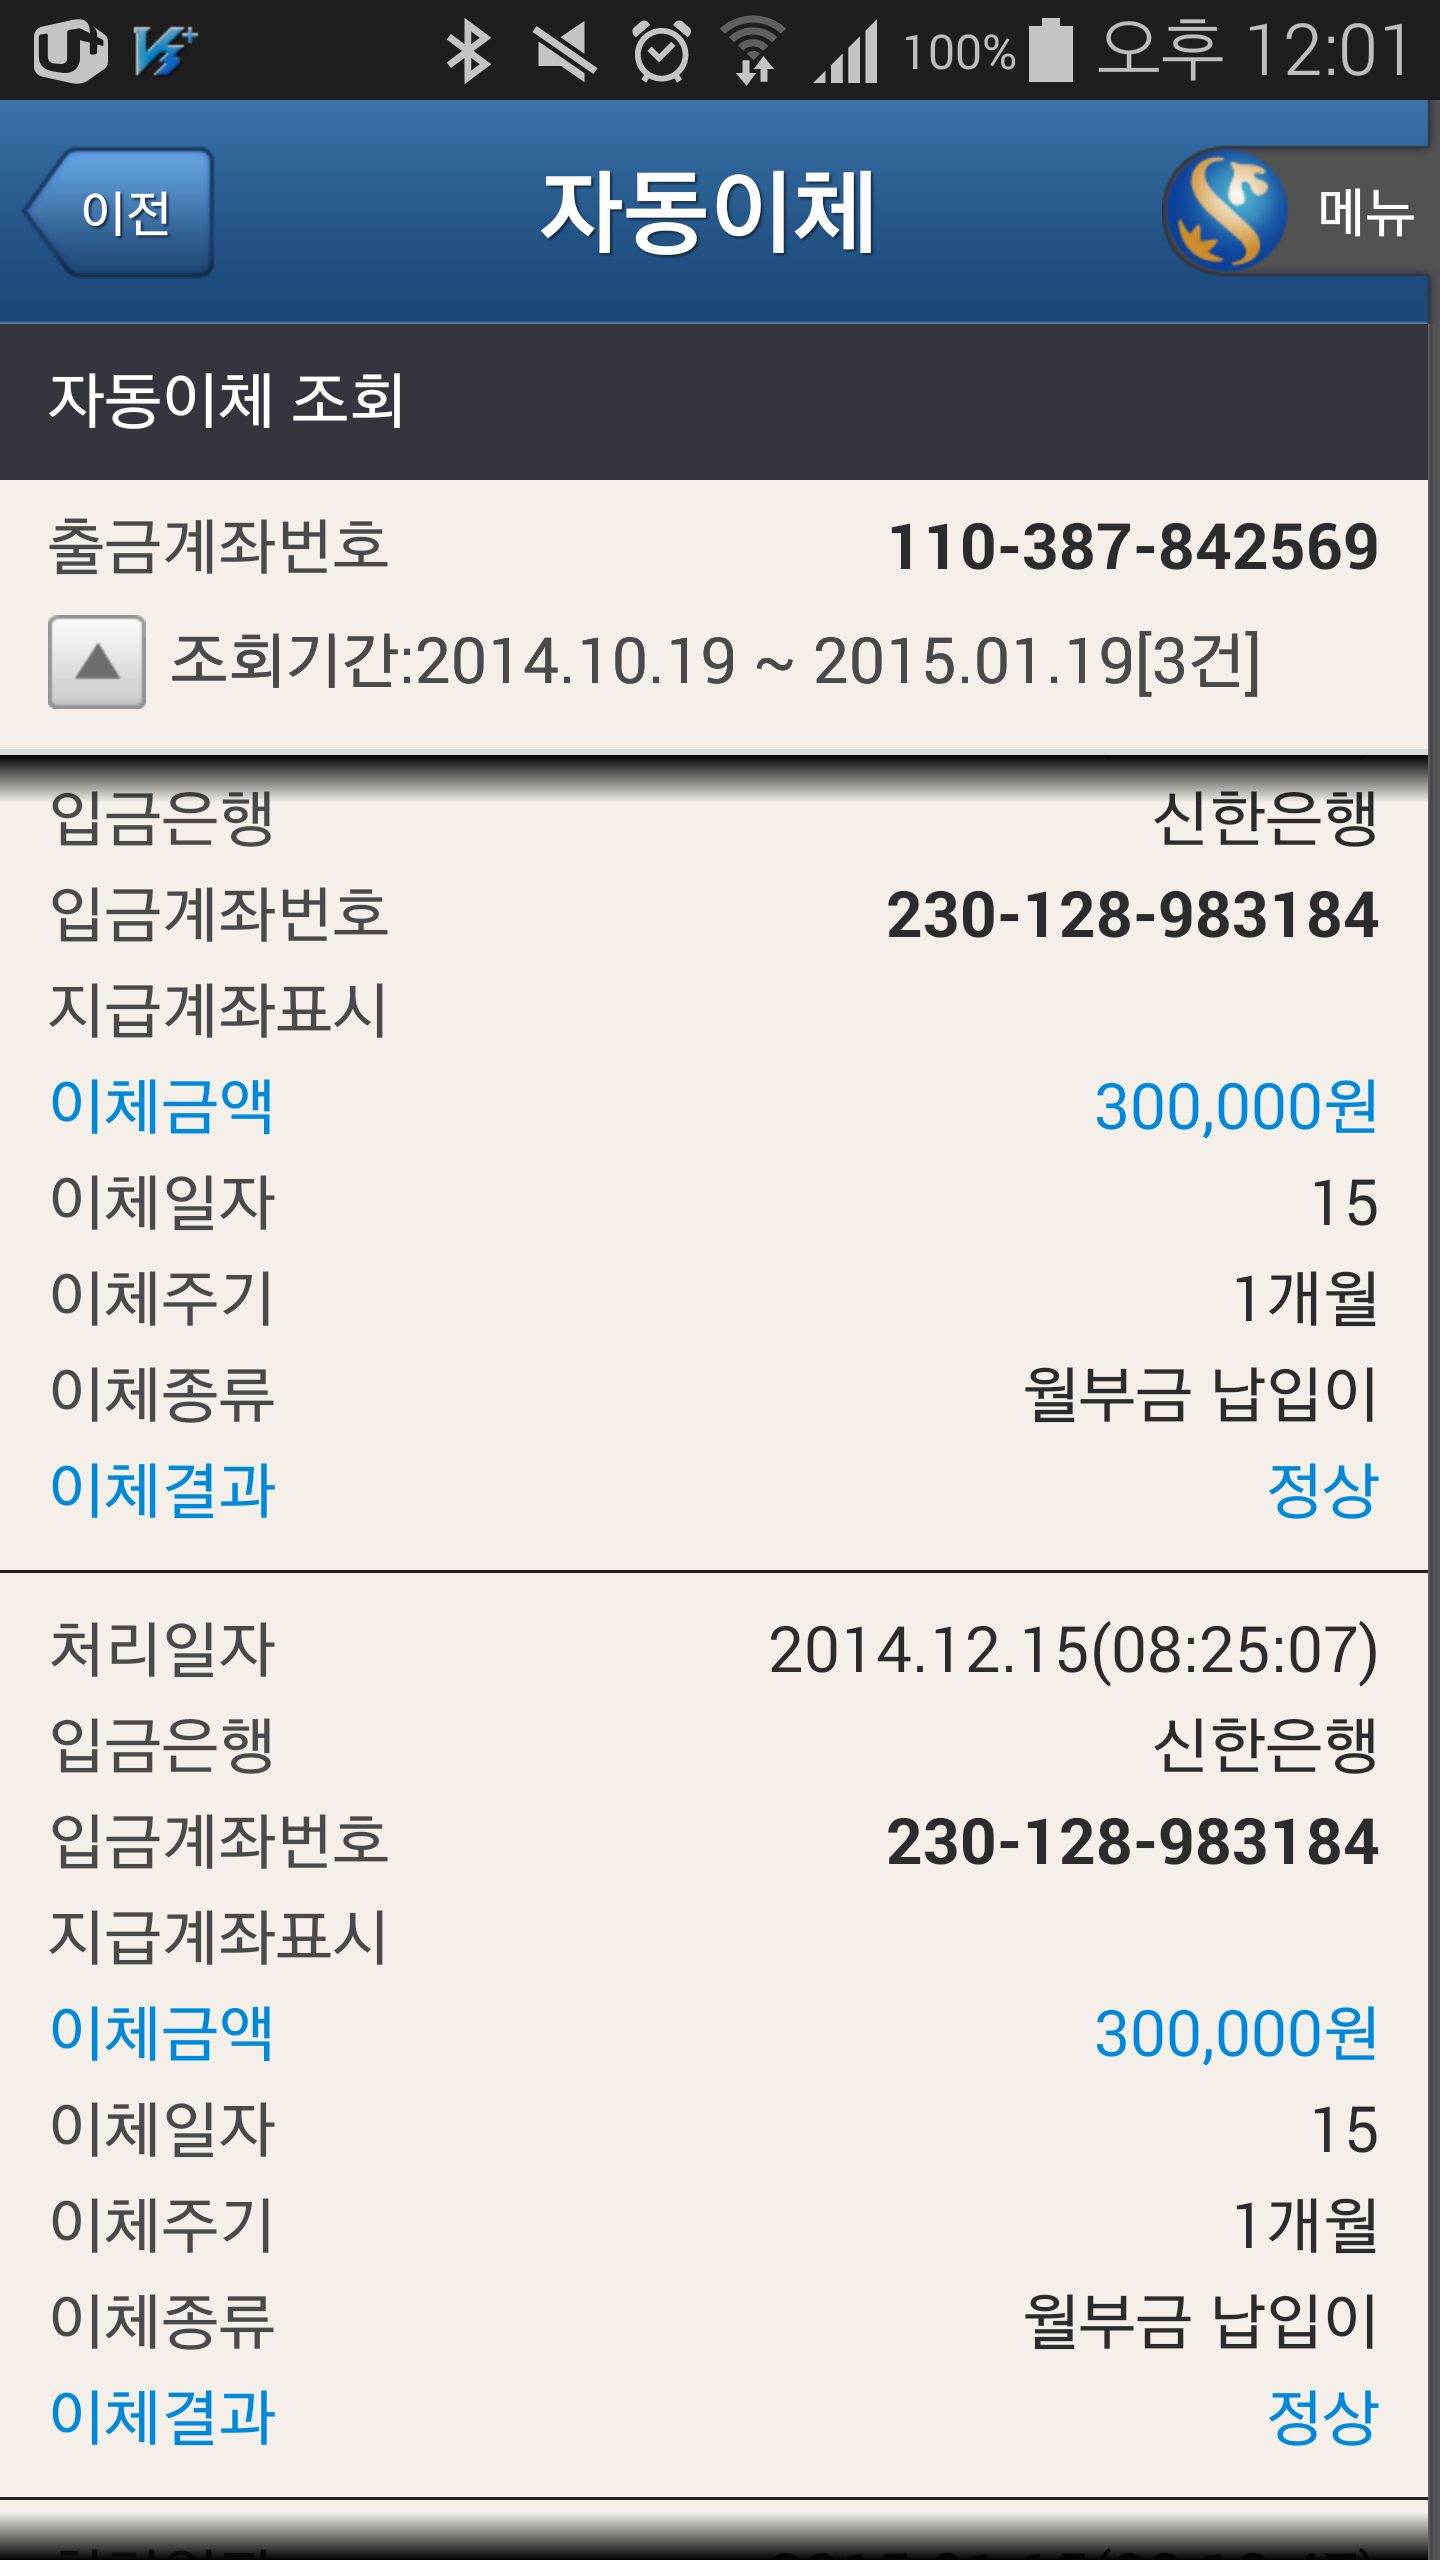 100% 오후 12:01
이전 자동이체 메뉴
자동이체 조회
출금계좌번호 110-387-842569
조회기간:2014.10.19 ~ 2015.01.19[3건]
입금은행 신한은행
입금계좌번호 230-128-983184
지급계좌표시
이체금액 300,000원
이체일자 15
이체주기 1개월
이체종류 월부금 납입이
이체결과 정상
처리일자 2014.12.15(08:25:07)
입금은행 신한은행
입금계좌번호 230-128-983184
지급계좌표시
이체금액 300,000원
이체일자 15
이체주기 1개월
이체종류 월부금 납입이
이체결과 정상